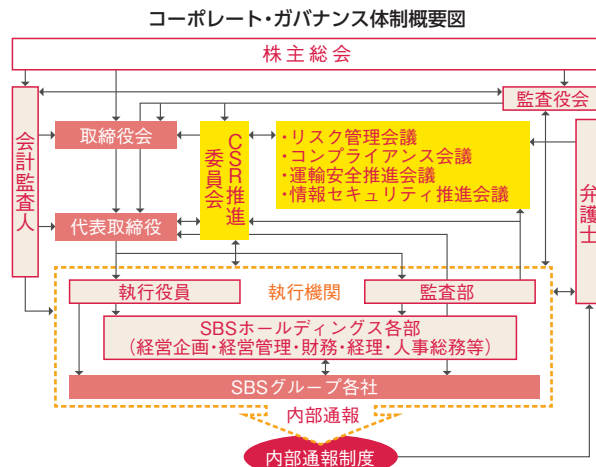 コーポレート・ガバナンス体制概要図
株主総会
監査役会
会計監査人
取締役会
CSR推進
委員会
・リスク管理会議
・コンプライアンス会議
・運輸安全推進会議
・情報セキュリティ推進会議
弁護士
代表取締役
執行役員
執行機関
監査部
SBSホールディングス各部
（経営企画・経営管理・財務・経理・人事総務等）
SBSグループ各社
内部通報
内部通報制度